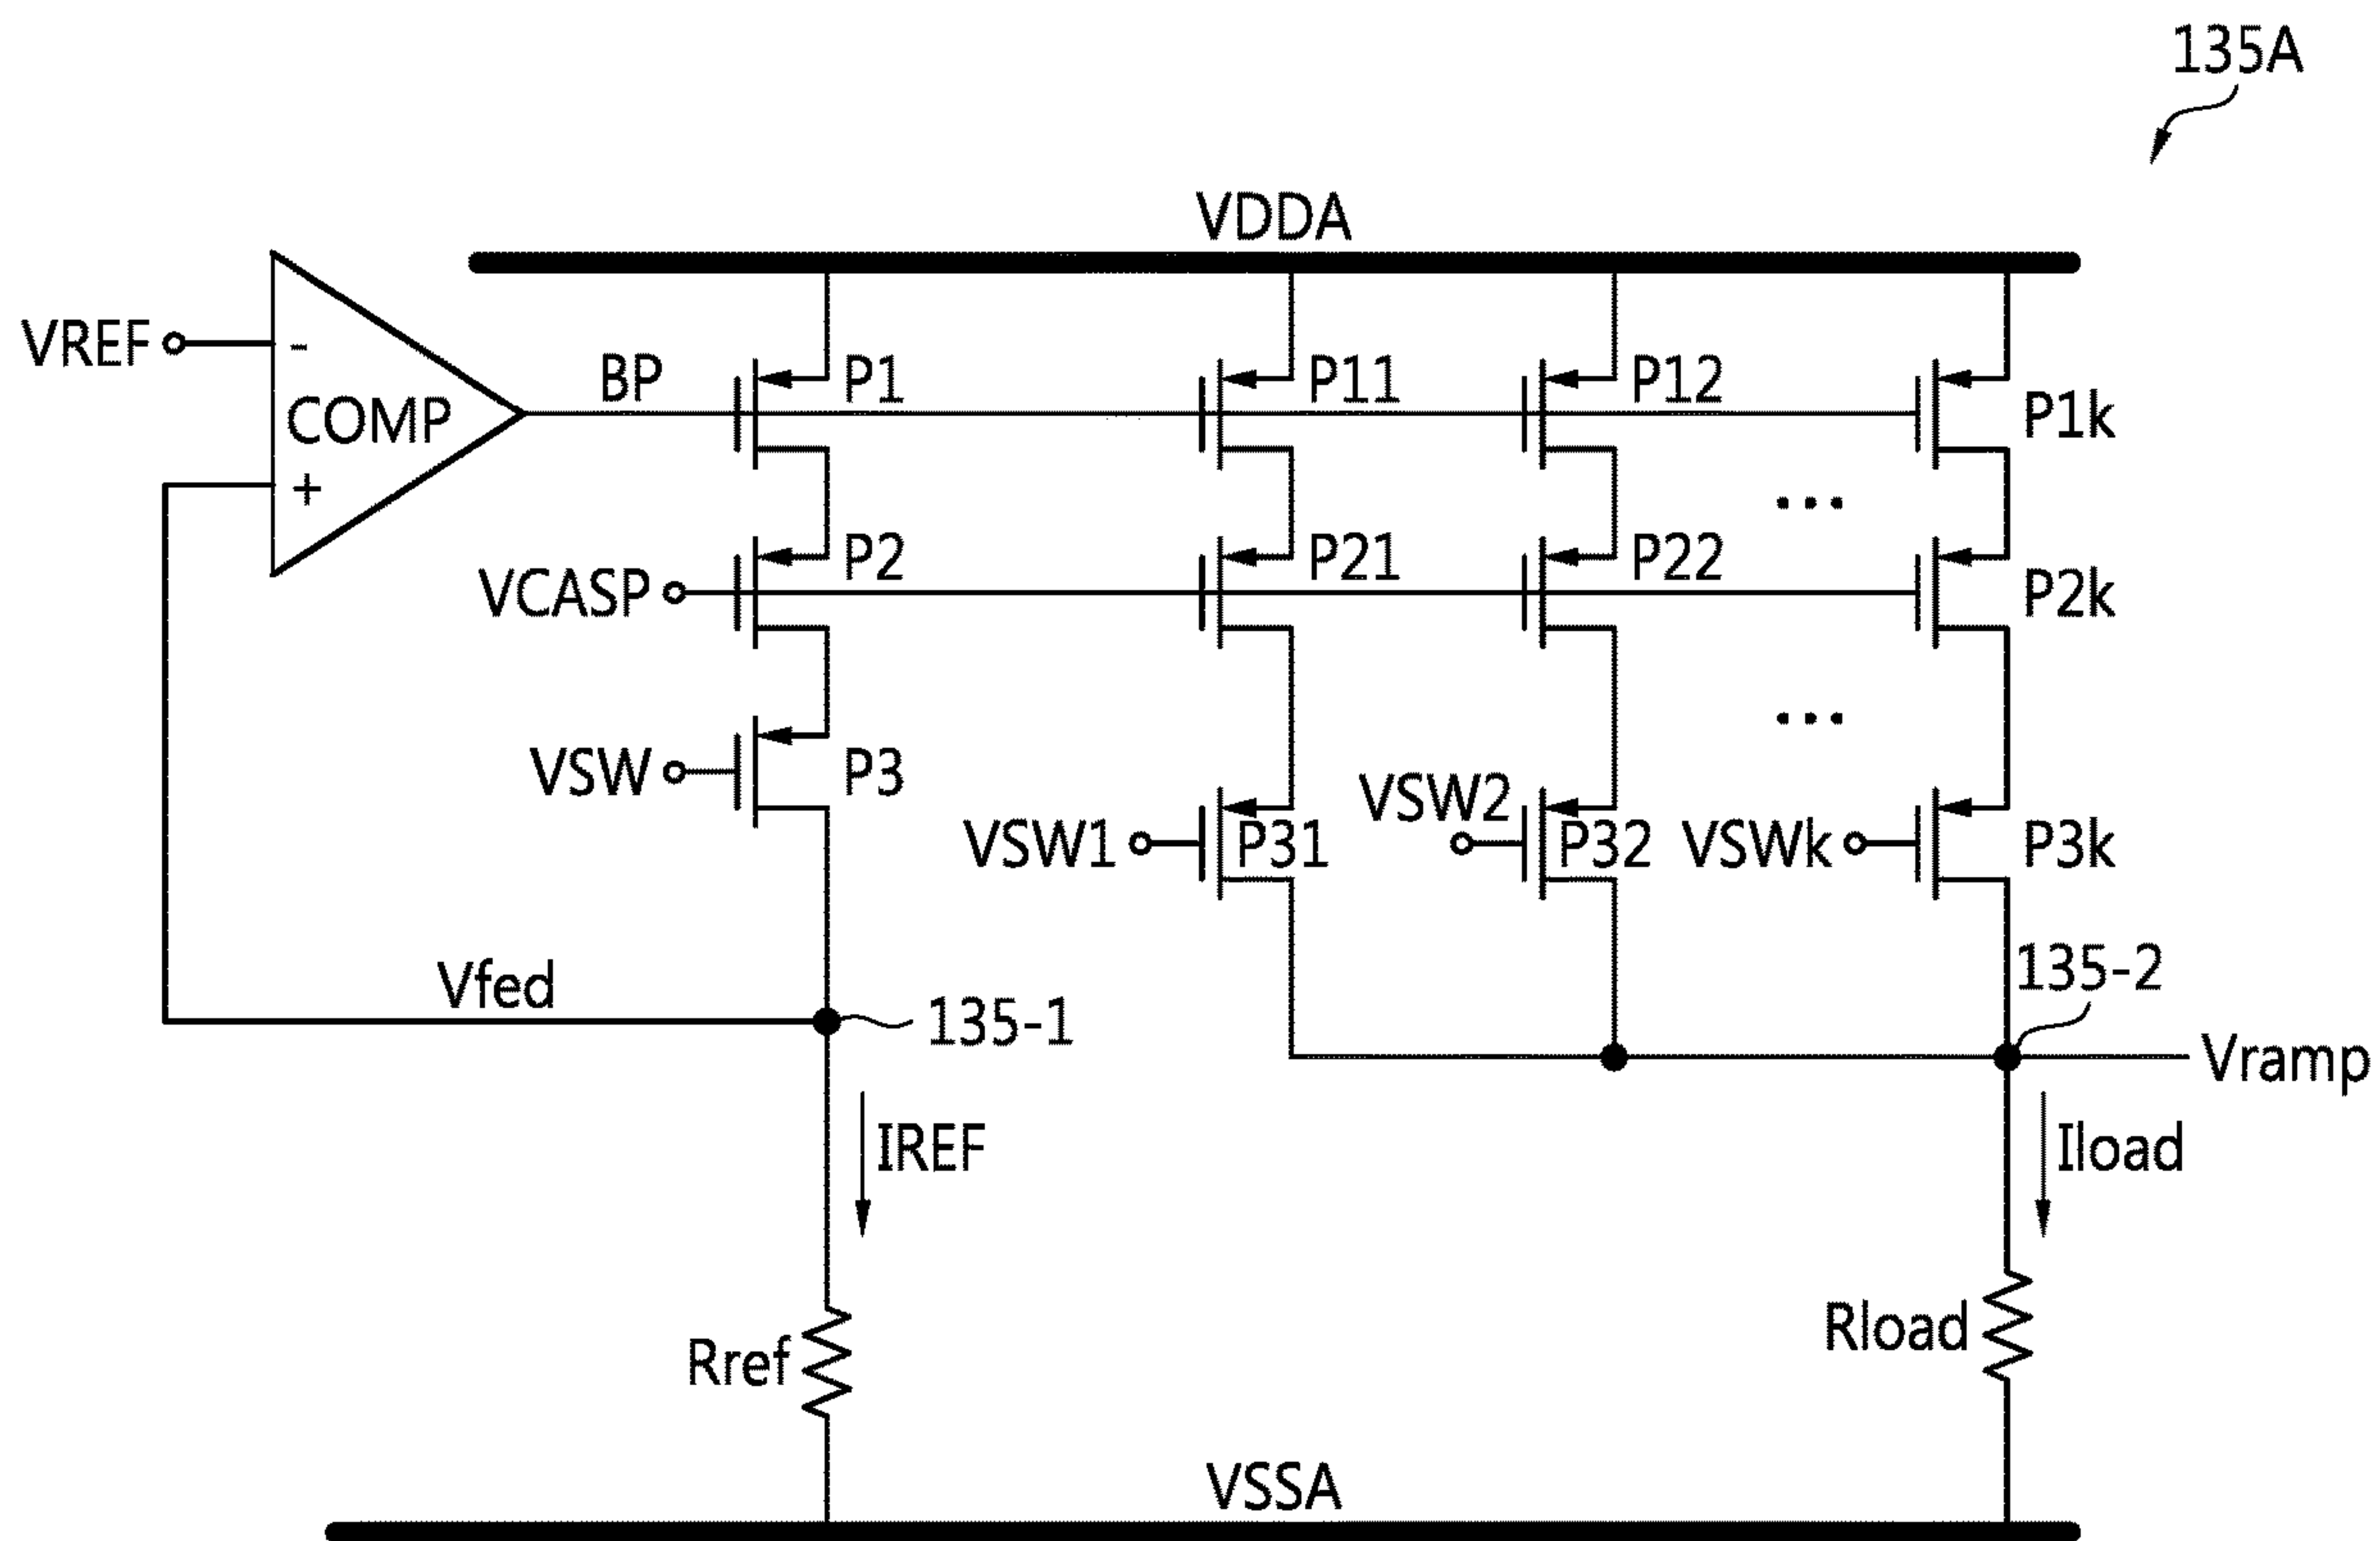 135A
VDDA
VREF
-
COMP
+
BP
P1
P11
P12
P1k
...
VCASP
P2
P21
P22
P2k
...
VSW
P3
VSW1
P31
VSW2
P32
VSWk
P3k
Vfed
135-1
135-2
Vramp
IREF
Iload
Rref
Rload
VSSA